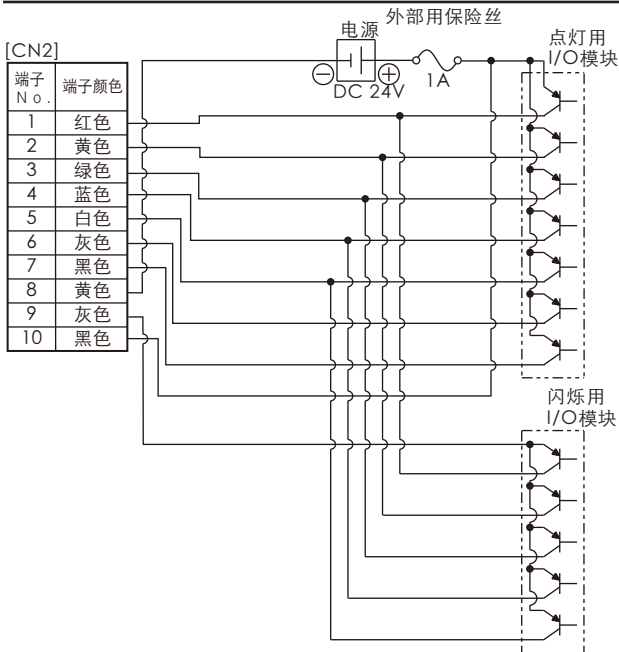 外部用保险丝
电源
[CN2]
点灯用
I/O模块
端子
No.
端子颜色
DC 24V
1A
1 红色
2 黄色
3 绿色
4 蓝色
5 白色
6 灰色
7 黑色
8 黄色
9 灰色
10 黑色
闪烁用
I/O模块